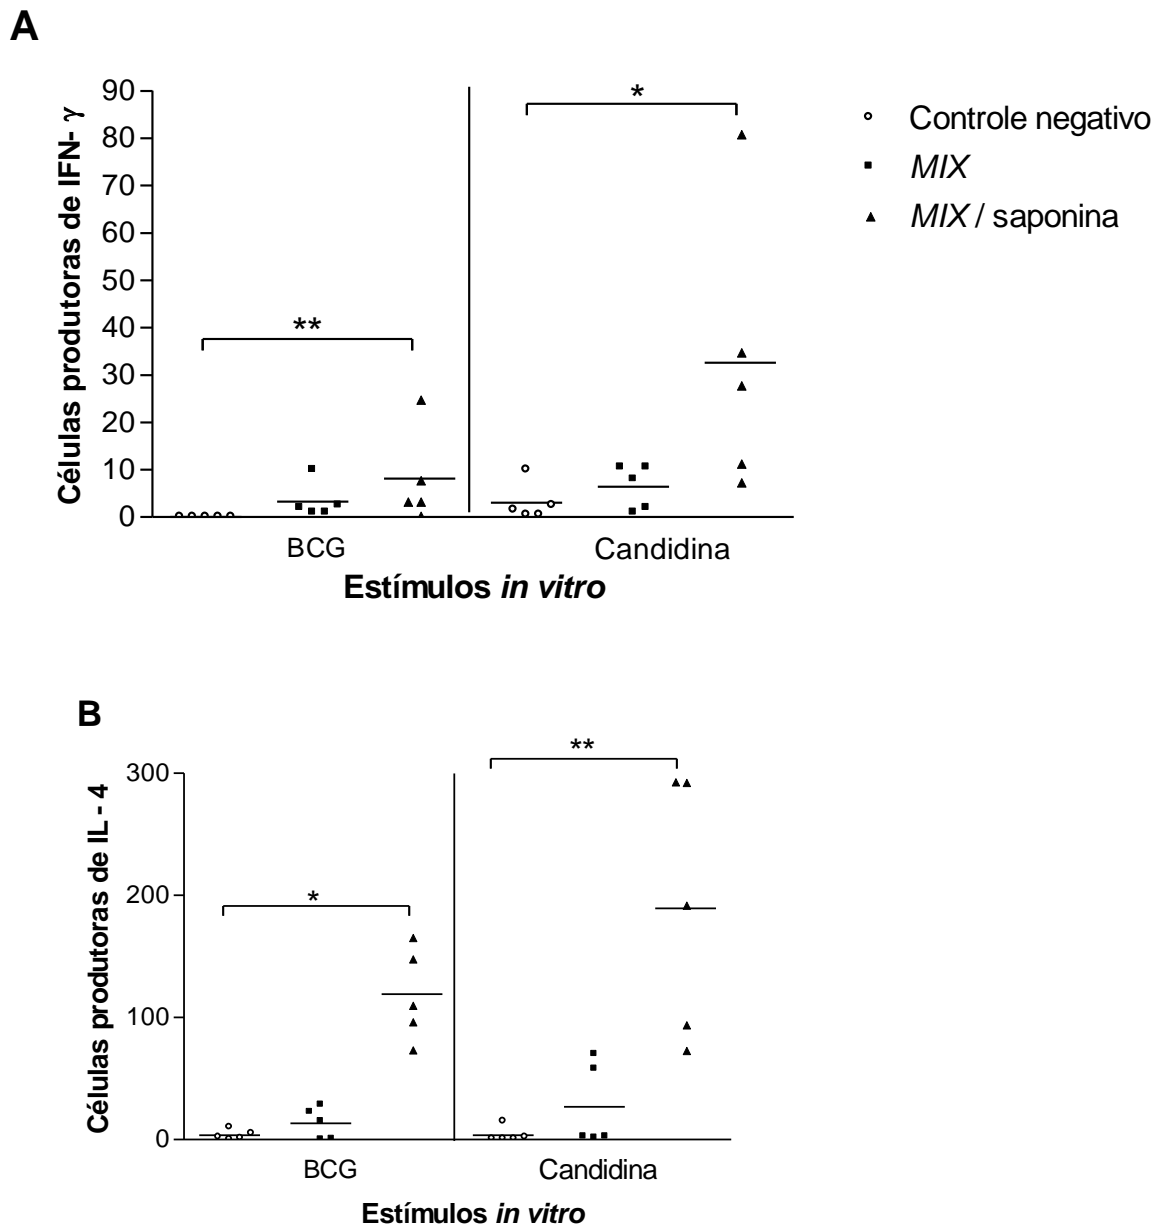 A
Células produtoras de IFN- γ
90
80
70
60
50
40
30
20
10
0
**
*
BCG
Candidina
Estímulos in vitro
Controle negativo
MIX
MIX / saponina
B
Células produtoras de IL - 4
300
200
100
0
*
**
BCG
Candidina
Estímulos in vitro